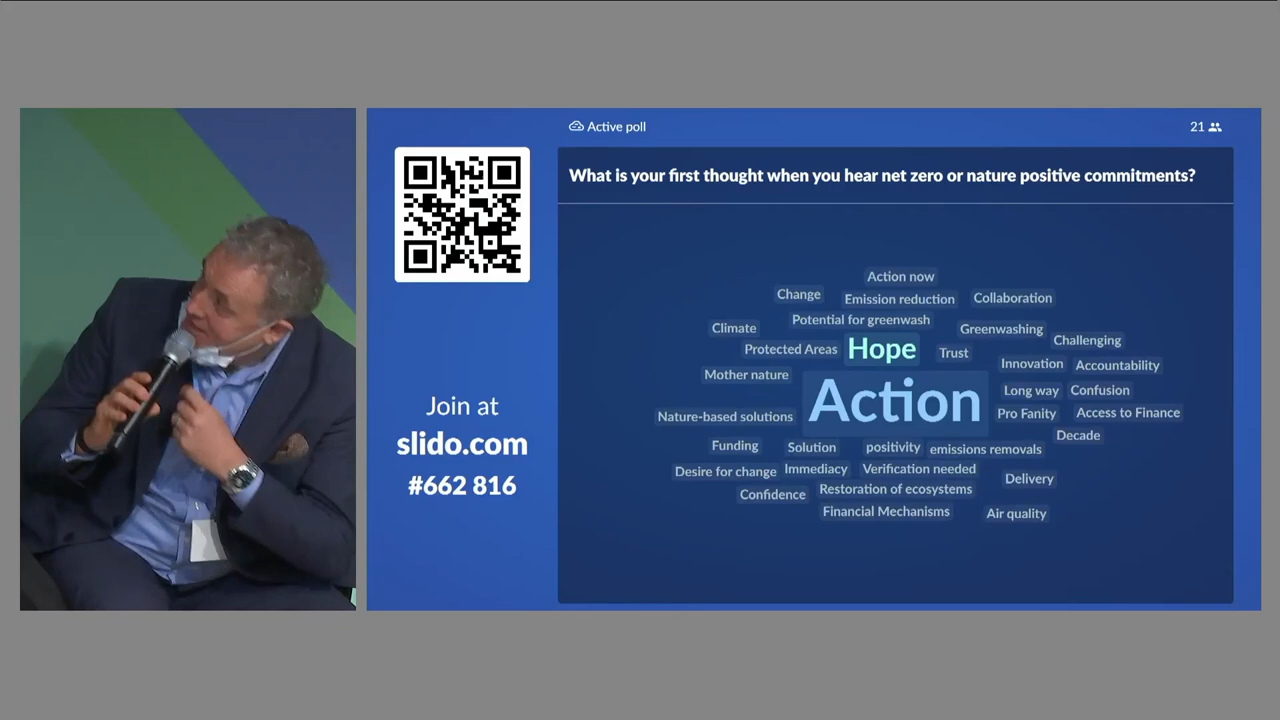 Active poll
21
What is your first thought when you hear net zero or nature positive commitments?
Join at
slido.com
#662 816
Action now
Change
Emission reduction
Collaboration
Potential for greenwash
Climate
Greenwashing
Challenging
Protected Areas
Hope
Trust
Innovation
Accountability
Mother nature
Action
Long way
Confusion
Nature-based solutions
Pro Fanity
Access to Finance
Decade
Funding
Solution
positivity
emissions removals
Desire for change
Immediacy
Verification needed
Delivery
Confidence
Restoration of ecosystems
Financial Mechanisms
Air quality